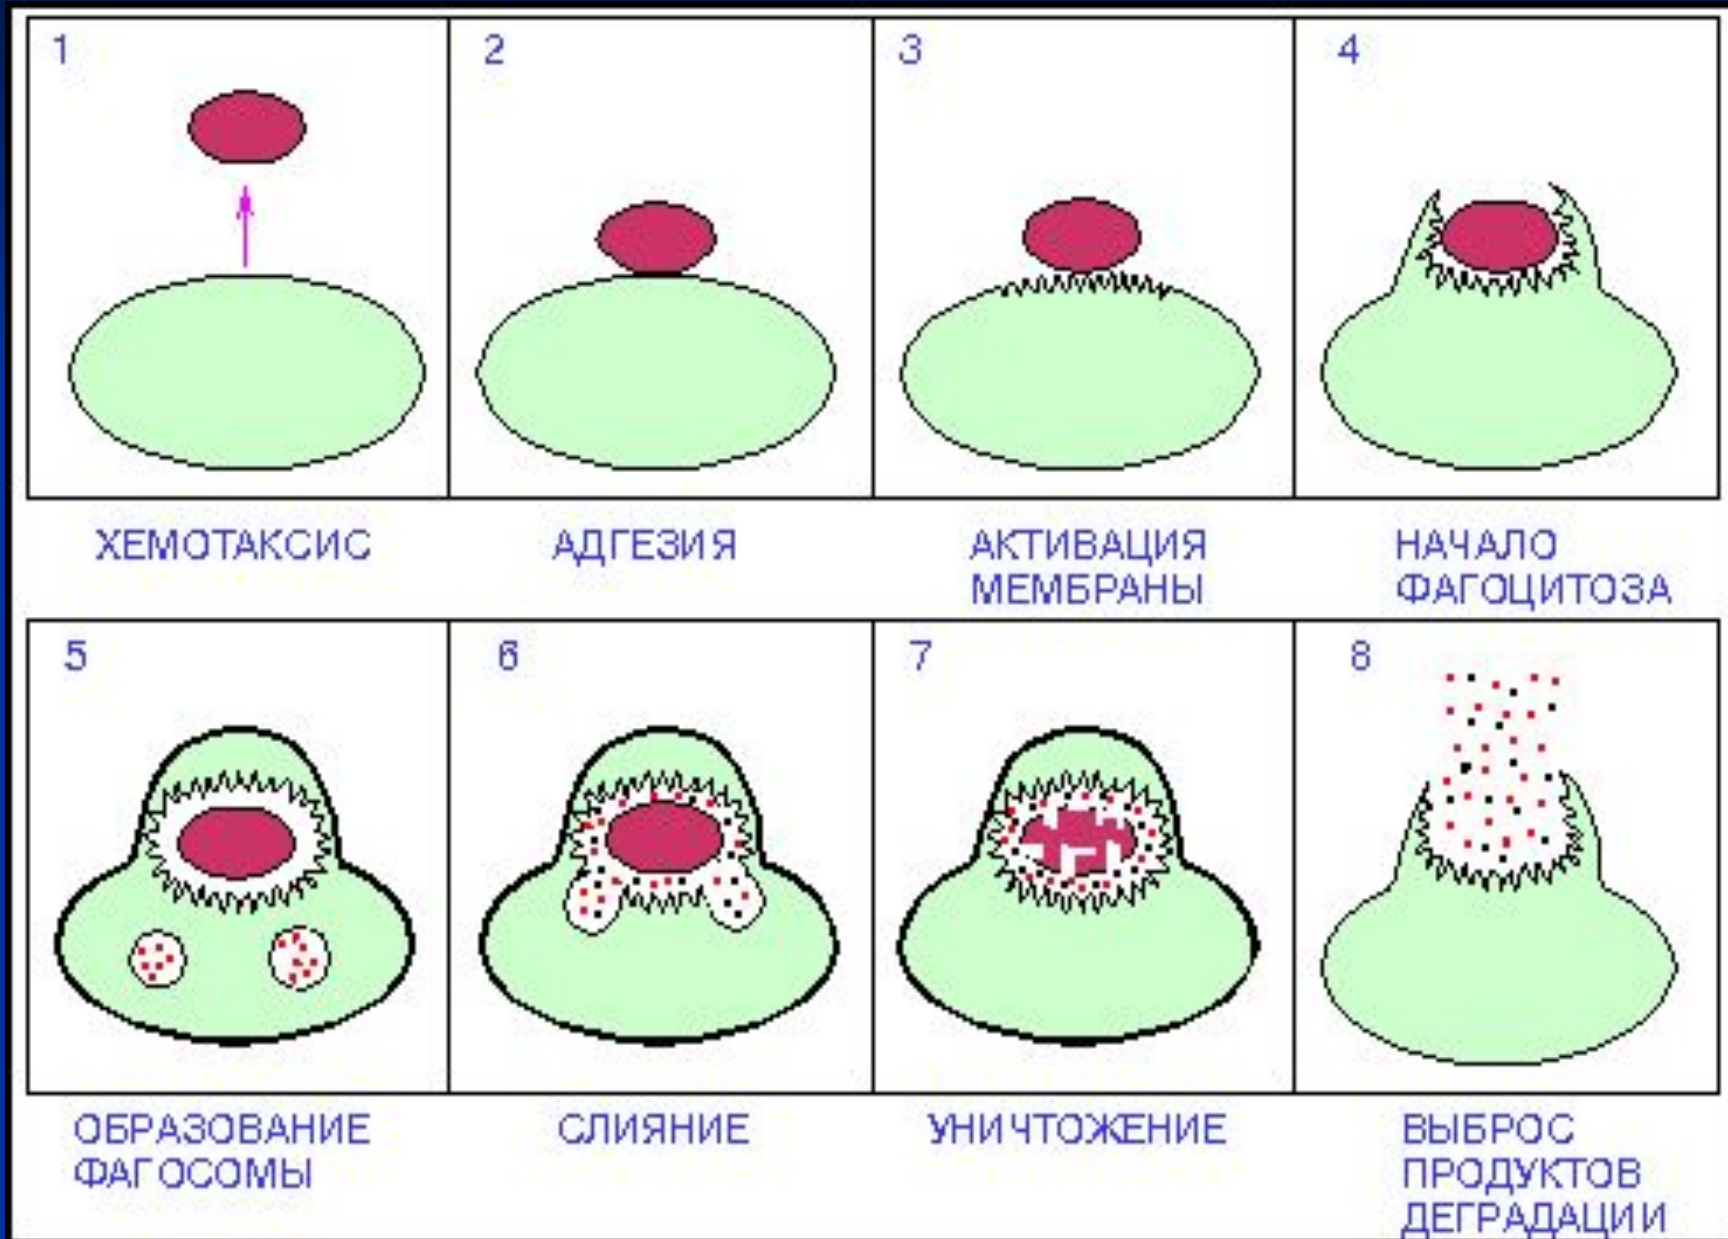 1
2
3
4
ХЕМОТАКСИС
АДГЕЗИЯ
АКТИВАЦИЯ
МЕМБРАНЫ
НАЧАЛО
ФАГОЦИТОЗА
5
6
7
8
ОБРАЗОВАНИЕ
ФАГОСОМЫ
СЛИЯНИЕ
УНИЧТОЖЕНИЕ
ВЫБРОС
ПРОДУКТОВ
ДЕГРАДАЦИИ